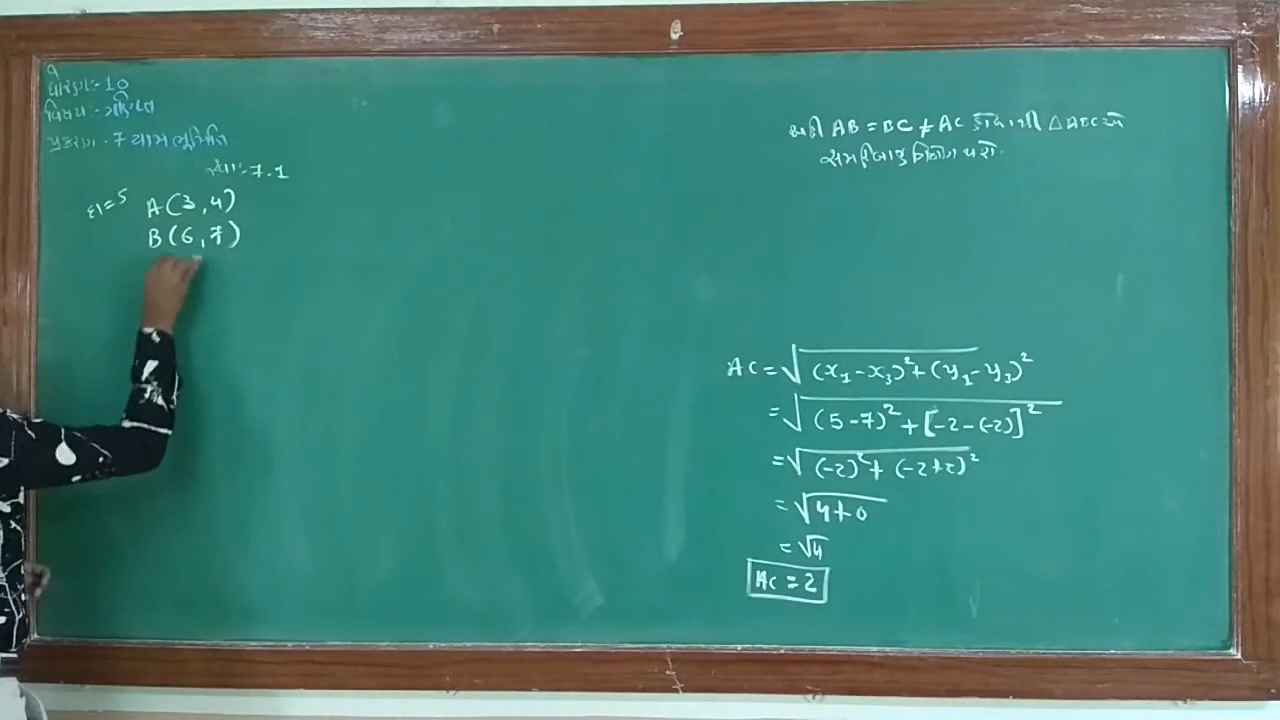 ધોરણ:- 10
વિષય:- ગણિત
પ્રકરણ:- 7 યામ ભૂમિતિ
સ્વા:-7.1
દા=5 A(3,4)
B(6,7)
અહી AB = BC ≠ AC હોવાથી △ABC એ
સમદ્વિબાજુ ત્રિકોણ થશે.
AC = √(x₁-x₃)²+(y₁-y₃)²
= √(5-7)²+[-2-(-2)]²
= √(-2)²+(-2+2)²
= √4+0
= √4
AC = 2